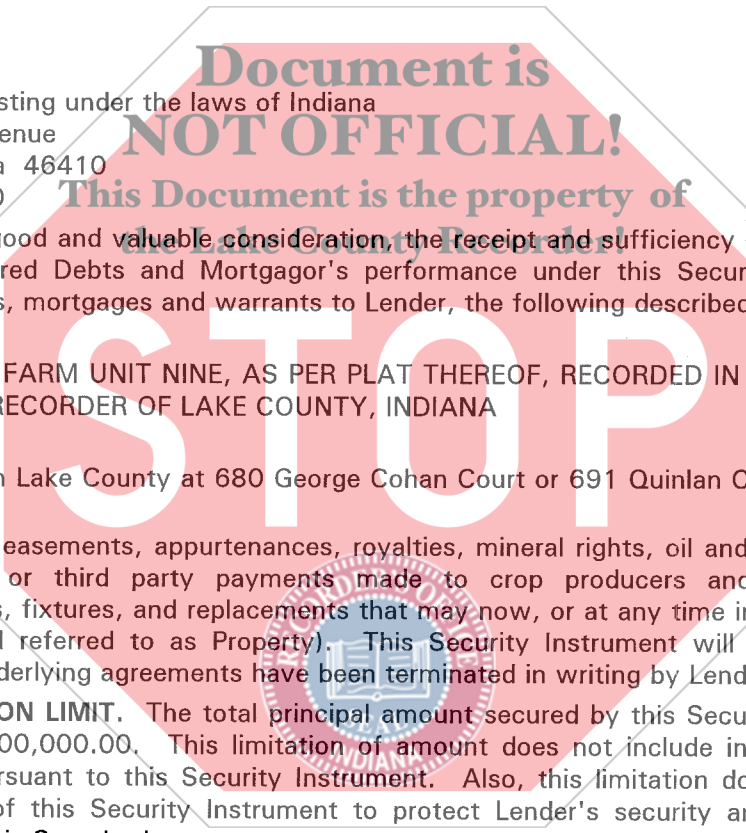 Document is
sting under the laws of Indiana
enue
NOT OFFICIAL!
a 46410
0
This Document is the property of
the Lake County Recorder!
good and valuable consideration, the receipt and sufficiency
red Debts and Mortgagor's performance under this Secur
s, mortgages and warrants to Lender, the following described
STOP
FARM UNIT NINE, AS PER PLAT THEREOF, RECORDED IN
RECORDER OF LAKE COUNTY, INDIANA
n Lake County at 680 George Cohan Court or 691 Quinlan C
easements, appurtenances, royalties, mineral rights, oil and
or third party payments made to crop producers and
s, fixtures, and replacements that may now, or at any time in
l referred to as Property). This Security Instrument will
derlying agreements have been terminated in writing by Lend
RECORDER OF
SEAL
INDIANA
ON LIMIT. The total principal amount secured by this Secu
00,000.00. This limitation of amount does not include in
rsuant to this Security Instrument. Also, this limitation do
of this Security Instrument to protect Lender's security an